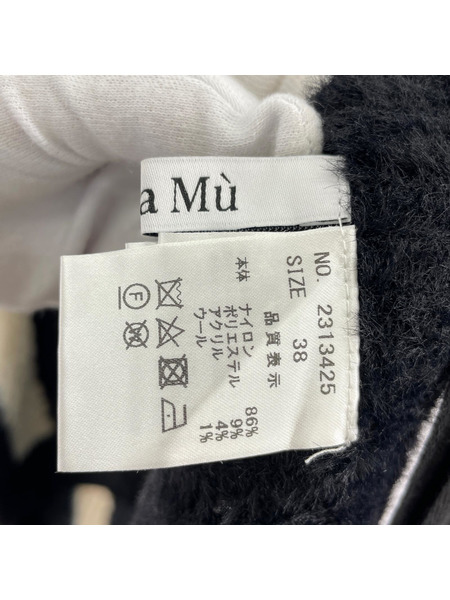 a Mù
NO. 2313425
SIZE 38
品質表示
本体 ナイロン 86%
ポリエステル 9%
アクリル 4%
ウール 1%
F